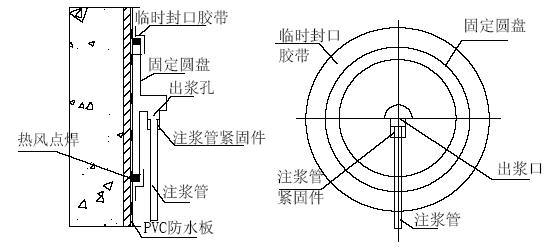 临时封口胶带
固定圆盘
出浆孔
注浆管紧固件
热风点焊
注浆管
PVC防水板
临时封口
胶带
固定圆盘
出浆口
注浆管
紧固件
注浆管